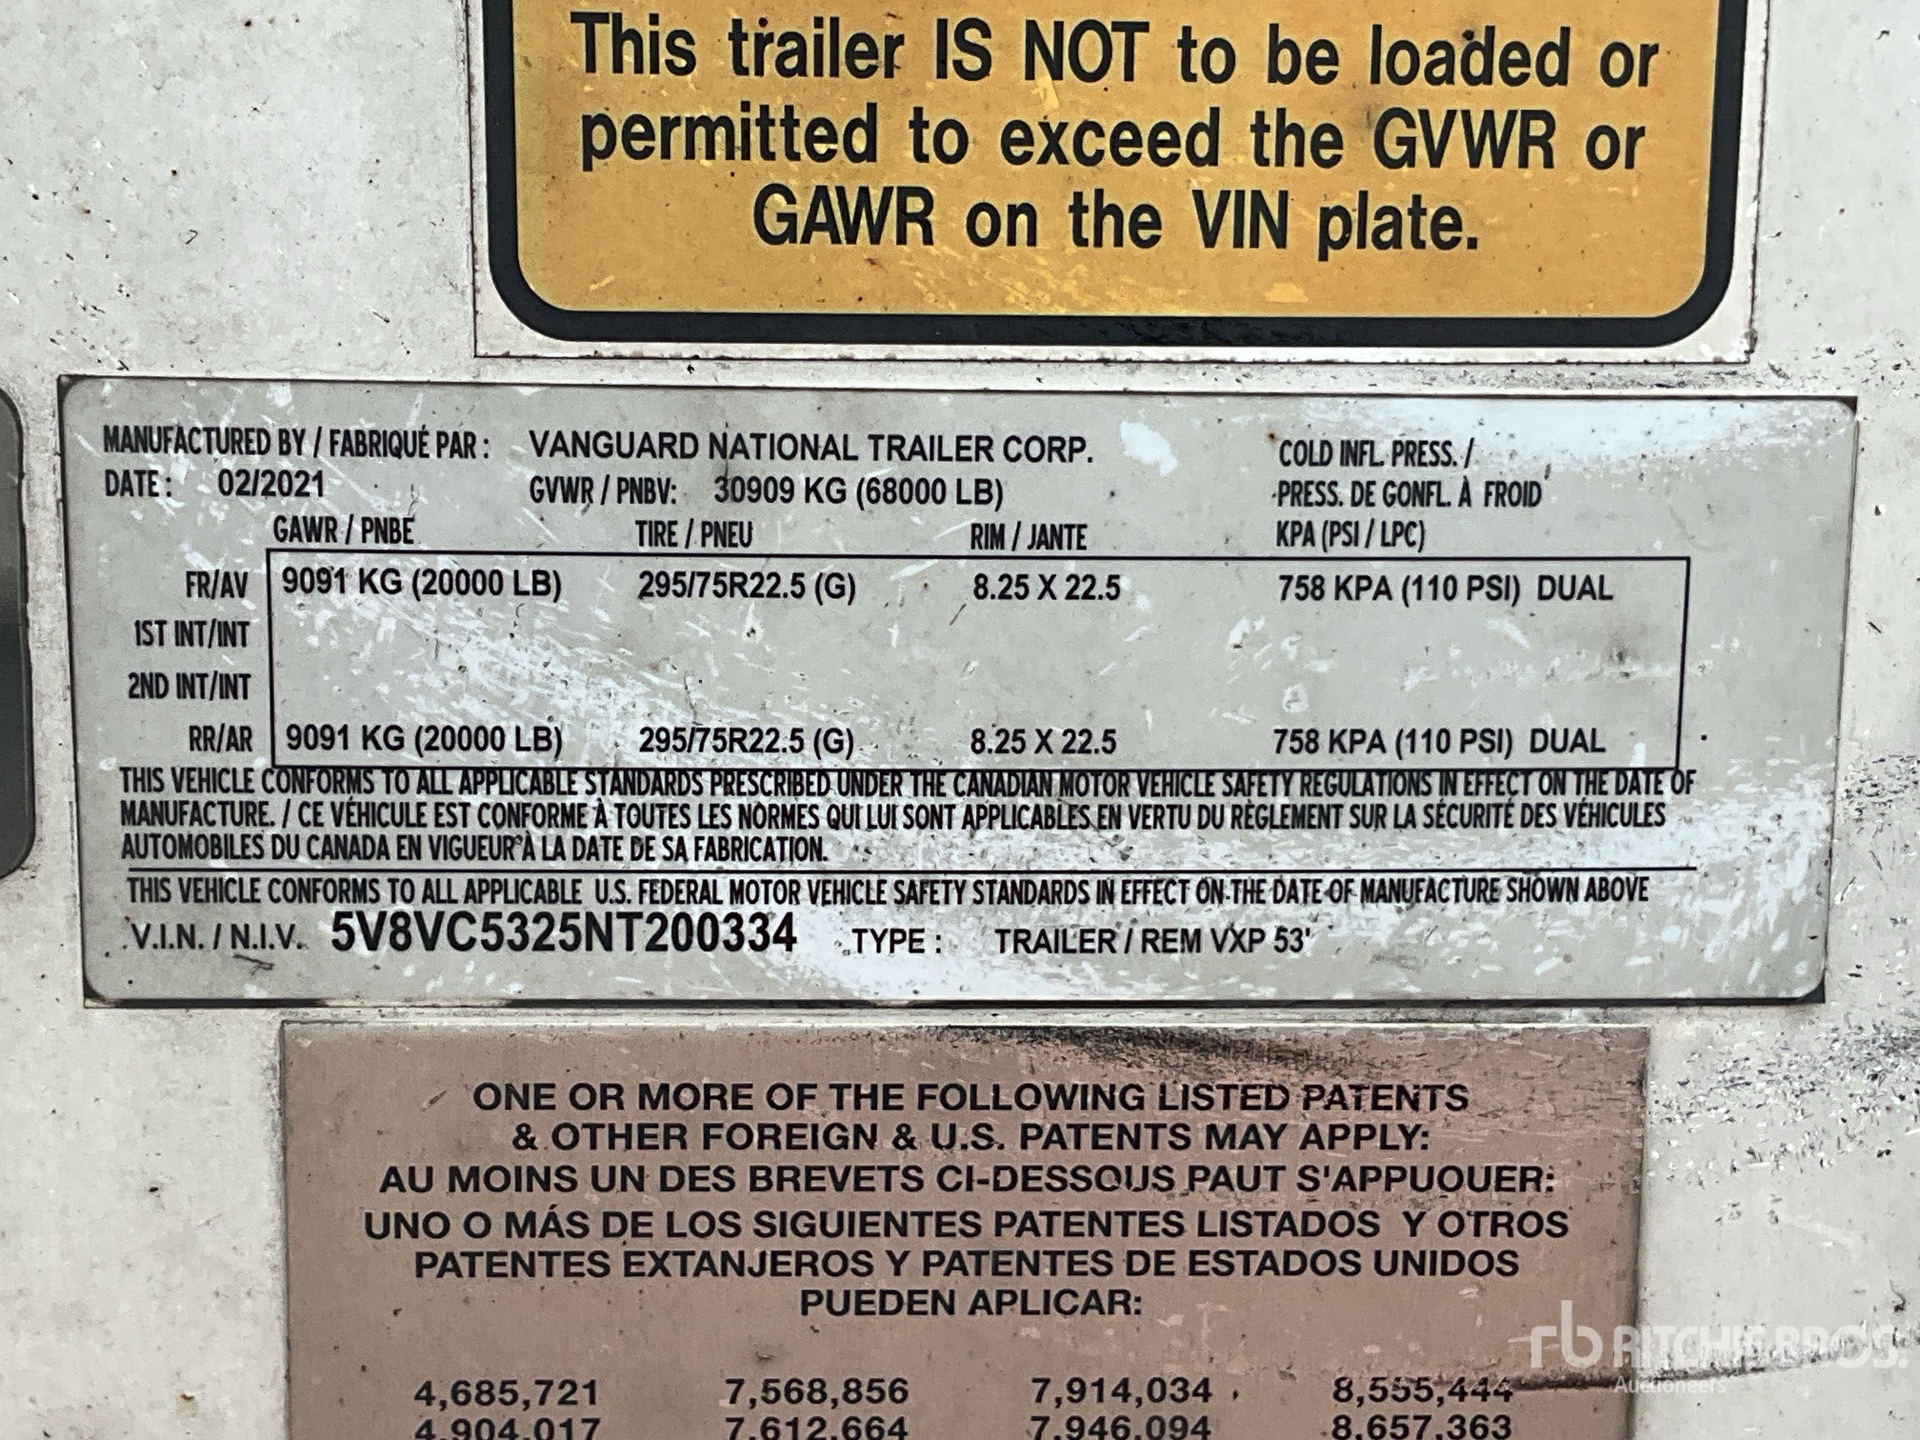 This trailer IS NOT to be loaded or
permitted to exceed the GVWR or
GAWR on the VIN plate.
MANUFACTURED BY / FABRIQUÉ PAR : VANGUARD NATIONAL TRAILER CORP. COLD INFL. PRESS. /
DATE : 02/2021 GVWR / PNBV: 30909 KG (68000 LB) PRESS. DE GONFL. À FROID
GAWR / PNBE TIRE / PNEU RIM / JANTE KPA (PSI / LPC)
FR/AV 9091 KG (20000 LB) 295/75R22.5 (G) 8.25 X 22.5 758 KPA (110 PSI) DUAL
1ST INT/INT
2ND INT/INT
RR/AR 9091 KG (20000 LB) 295/75R22.5 (G) 8.25 X 22.5 758 KPA (110 PSI) DUAL
THIS VEHICLE CONFORMS TO ALL APPLICABLE STANDARDS PRESCRIBED UNDER THE CANADIAN MOTOR VEHICLE SAFETY REGULATIONS IN EFFECT ON THE DATE OF
MANUFACTURE. / CE VÉHICULE EST CONFORME À TOUTES LES NORMES QUI LUI SONT APPLICABLES EN VERTU DU RÈGLEMENT SUR LA SÉCURITÉ DES VÉHICULES
AUTOMOBILES DU CANADA EN VIGUEUR À LA DATE DE SA FABRICATION.
THIS VEHICLE CONFORMS TO ALL APPLICABLE U.S. FEDERAL MOTOR VEHICLE SAFETY STANDARDS IN EFFECT ON THE DATE OF MANUFACTURE SHOWN ABOVE
V.I.N. / N.I.V. 5V8VC5325NT200334 TYPE : TRAILER / REM VXP 53'
ONE OR MORE OF THE FOLLOWING LISTED PATENTS
& OTHER FOREIGN & U.S. PATENTS MAY APPLY:
AU MOINS UN DES BREVETS CI-DESSOUS PAUT S'APPUOUER:
UNO O MÁS DE LOS SIGUIENTES PATENTES LISTADOS Y OTROS
PATENTES EXTANJEROS Y PATENTES DE ESTADOS UNIDOS
PUEDEN APLICAR:
4,685,721 7,568,856 7,914,034 8,555,444
4,904,017 7,612,664 7,946,094 8,657,363
rb RITCHIE BROS.
Auctioneers